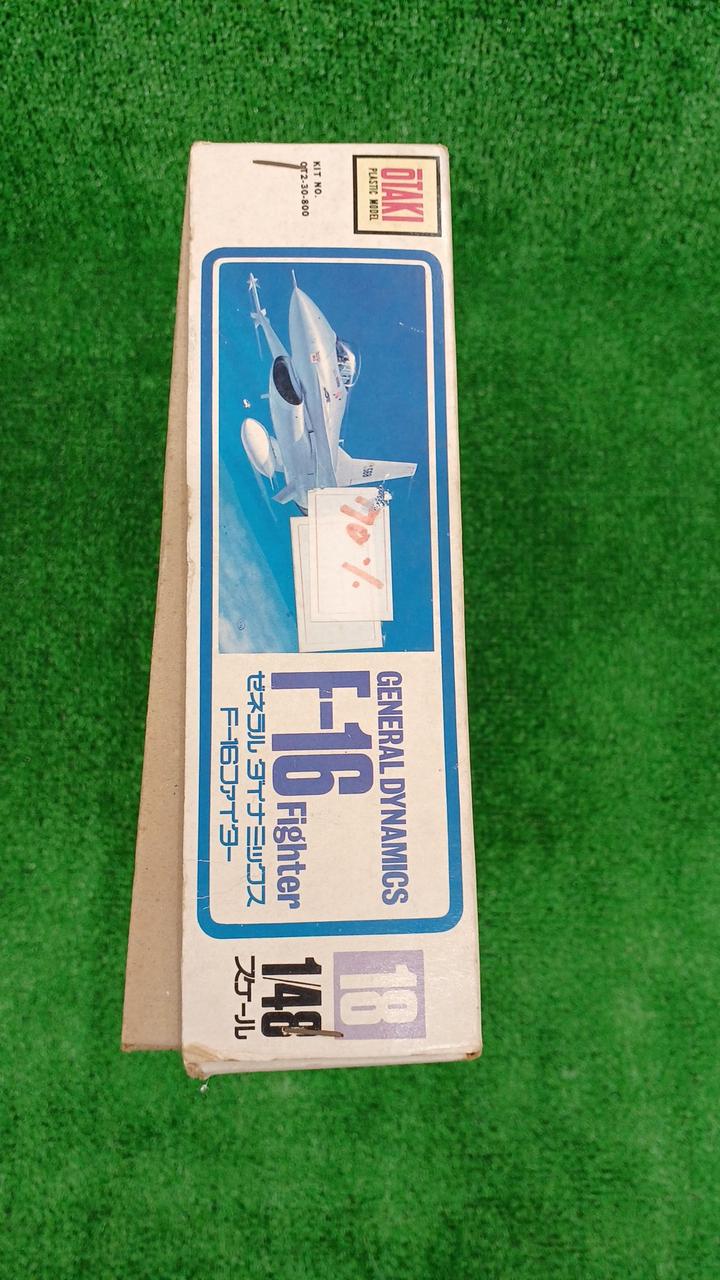 OTAKI
PLASTIC MODEL
KIT NO.
OT2-30-800
70%
GENERAL DYNAMICS
F-16 Fighter
ゼネラル ダイナミックス
F-16ファイター
18
1/48
スケール